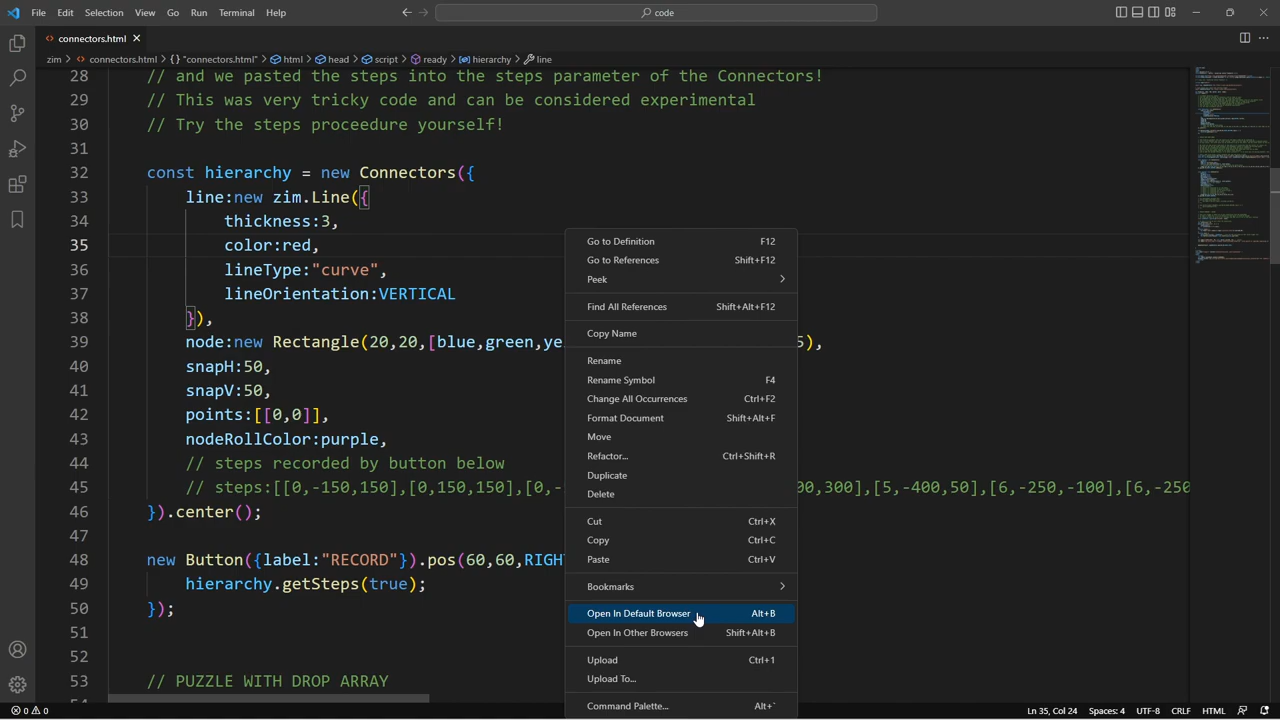 File Edit Selection View Go Run Terminal Help
code
connectors.html
zim > connectors.html > {} "connectors.html" > html > head > script > ready > hierarchy > line
28 // and we pasted the steps into the steps parameter of the Connectors!
29 // This was very tricky code and can be considered experimental
30 // Try the steps proceedure yourself!
31
32 const hierarchy = new Connectors({
33 line:new zim.Line({
34 thickness:3,
35 color:red,
36 lineType:"curve",
37 lineOrientation:VERTICAL
38 }),
39 node:new Rectangle(20,20,[blue,green,ye 5),
40 snapH:50,
41 snapV:50,
42 points:[[0,0]],
43 nodeRollColor:purple,
44 // steps recorded by button below
45 // steps:[[0,-150,150],[0,150,150],[0,- 00,300],[5,-400,50],[6,-250,-100],[6,-250
46 }).center();
47
48 new Button({label:"RECORD"}).pos(60,60,RIGH
49 hierarchy.getSteps(true);
50 });
51
52
53 // PUZZLE WITH DROP ARRAY
Go to Definition F12
Go to References Shift+F12
Peek >
Find All References Shift+Alt+F12
Copy Name
Rename
Rename Symbol F4
Change All Occurrences Ctrl+F2
Format Document Shift+Alt+F
Move
Refactor... Ctrl+Shift+R
Duplicate
Delete
Cut Ctrl+X
Copy Ctrl+C
Paste Ctrl+V
Bookmarks >
Open In Default Browser Alt+B
Open In Other Browsers Shift+Alt+B
Upload Ctrl+1
Upload To...
Command Palette... Alt+`
0 0 Ln 35, Col 24 Spaces: 4 UTF-8 CRLF HTML